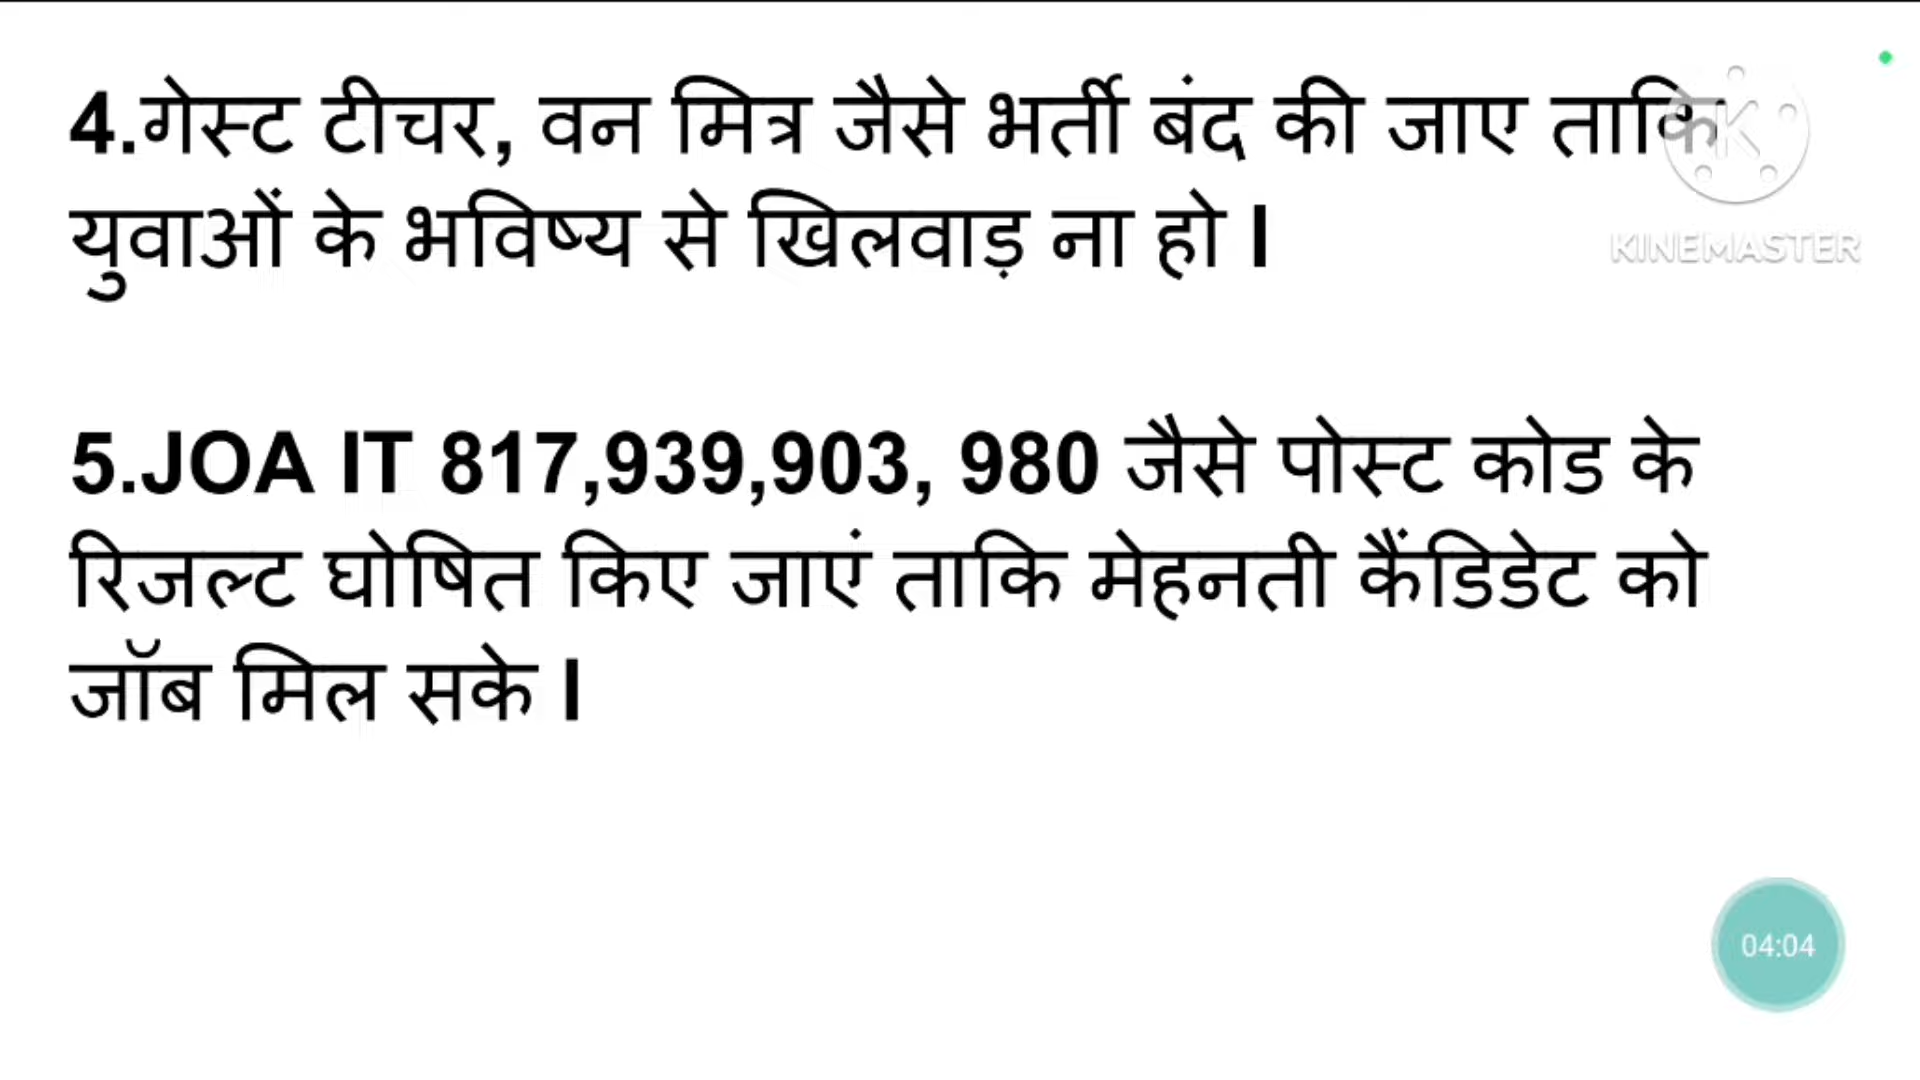 4.गेस्ट टीचर, वन मित्र जैसे भर्ती बंद की जाए ताकि
युवाओं के भविष्य से खिलवाड़ ना हो I
KINEMASTER
5.JOA IT 817,939,903, 980 जैसे पोस्ट कोड के
रिजल्ट घोषित किए जाएं ताकि मेहनती कैंडिडेट को
जॉब मिल सके I
04:04